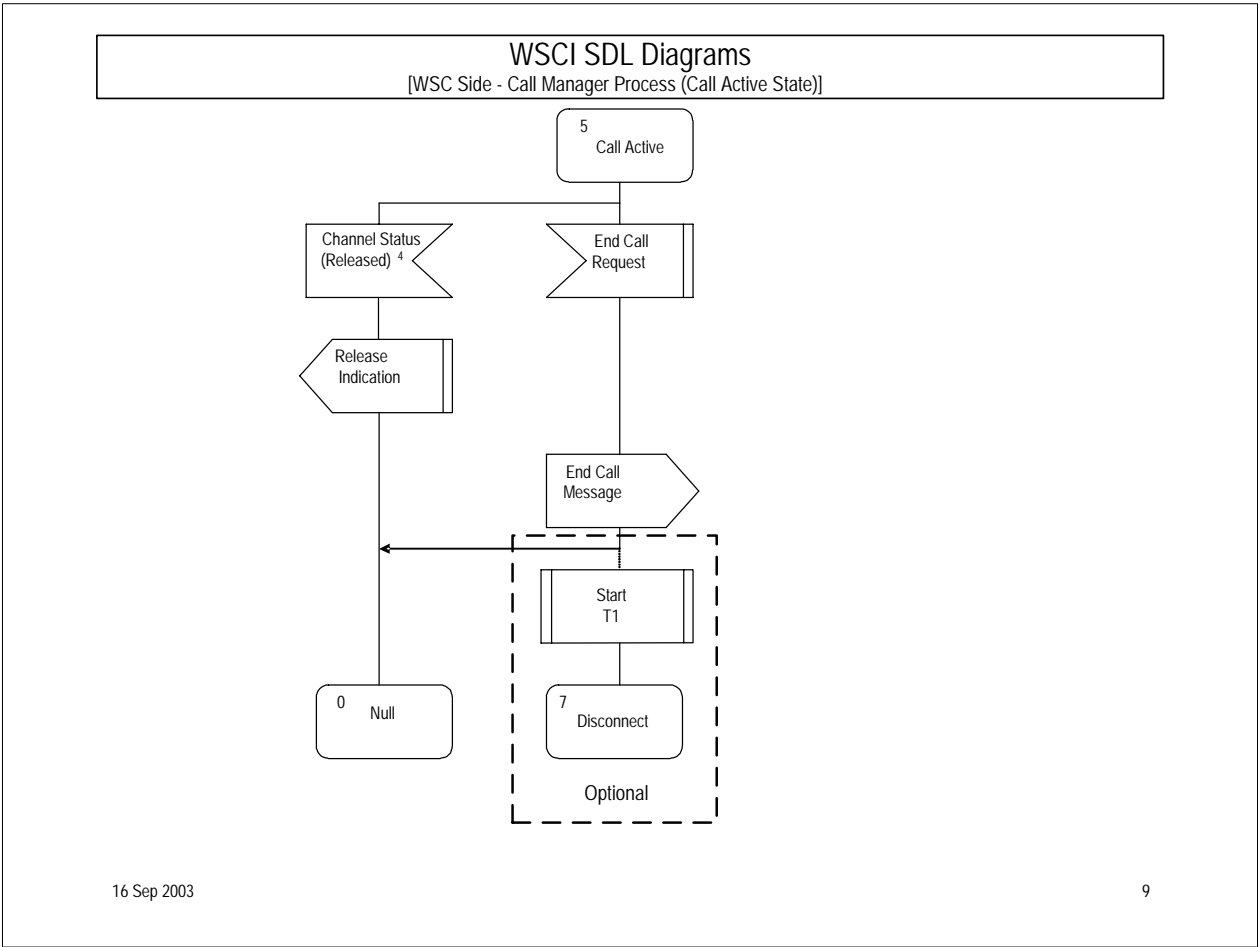 WSCI SDL Diagrams
[WSC Side - Call Manager Process (Call Active State)]
5
Call Active
Channel Status
(Released) 4
End Call
Request
Release
Indication
End Call
Message
Start
T1
0
Null
7
Disconnect
Optional
16 Sep 2003
9